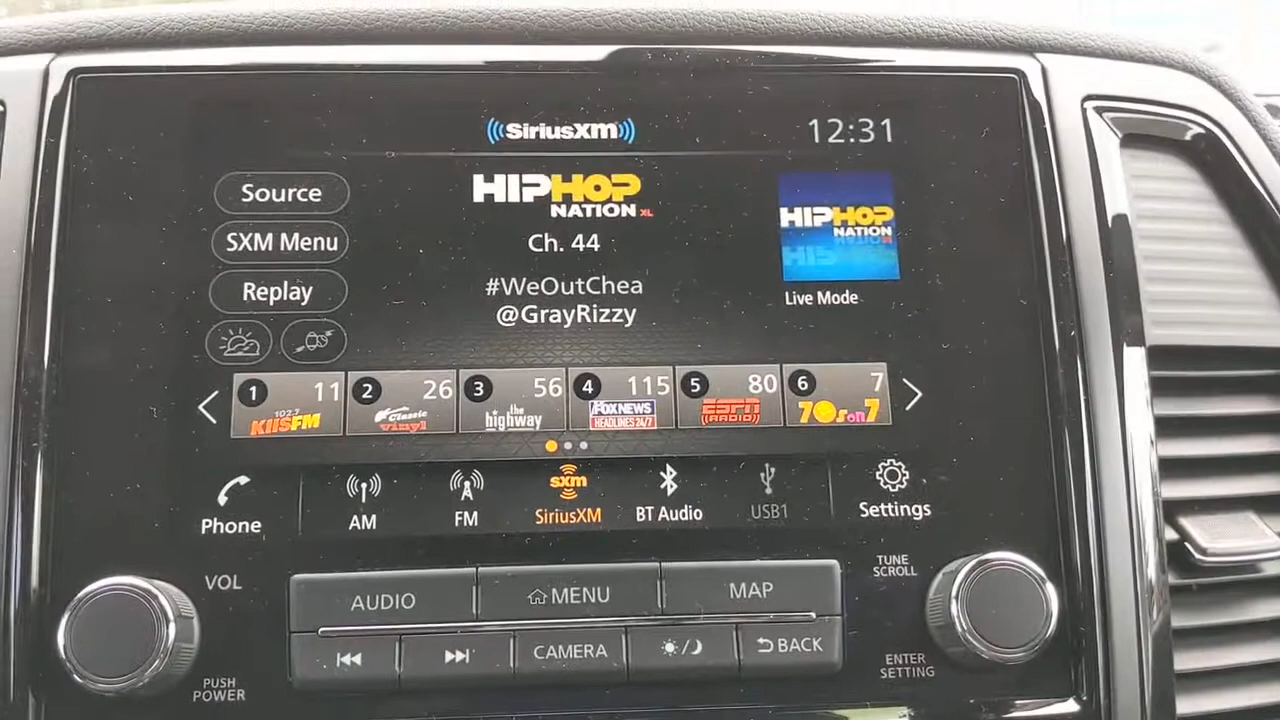 SiriusXM
12:31
Source
SXM Menu
Replay
HIPHOP
NATION XL
Ch. 44
#WeOutChea
@GrayRizzy
HIPHOP
NATION
Live Mode
1 11
102.7
KIISFM
2 26
Classic
vinyl
3 56
the
highway
4 115
FOX NEWS
HEADLINES 24/7
5 80
ESPN
RADIO
6 7
70s on 7
Phone
AM
FM
sxm
SiriusXM
BT Audio
USB1
Settings
VOL
PUSH
POWER
AUDIO
MENU
MAP
CAMERA
BACK
TUNE
SCROLL
ENTER
SETTING